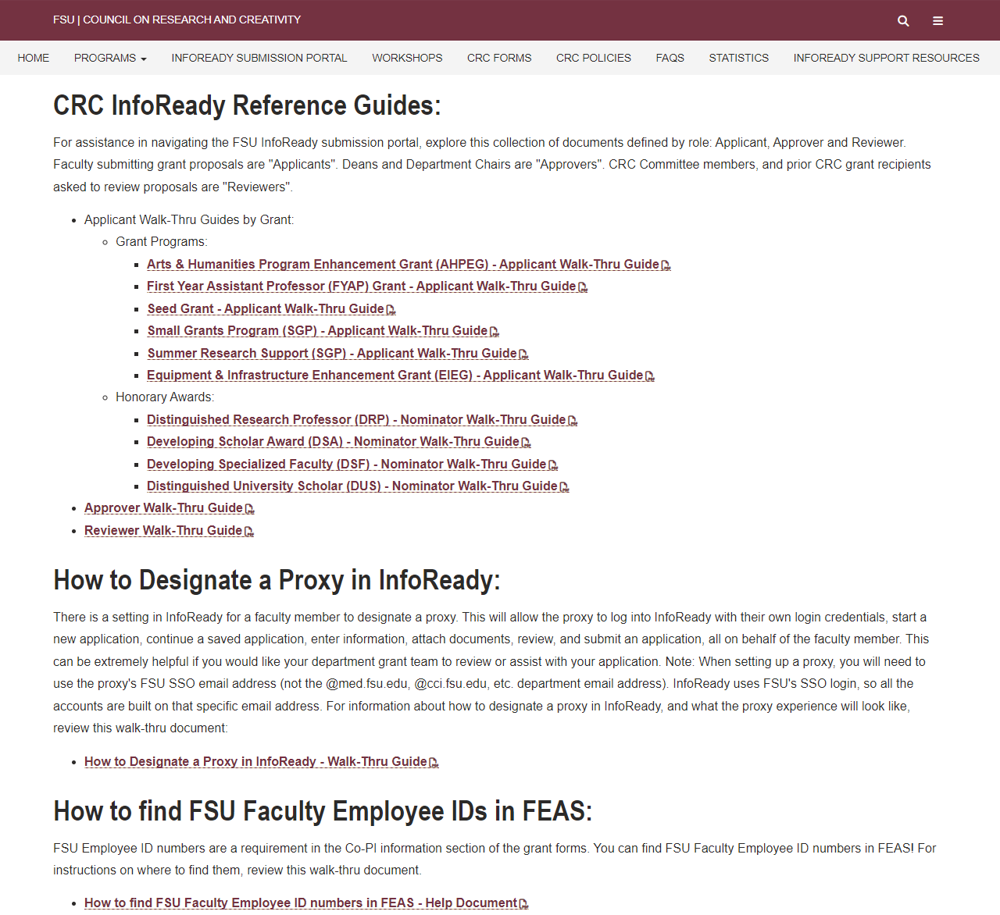 FSU | COUNCIL ON RESEARCH AND CREATIVITY
HOME PROGRAMS INFOREADY SUBMISSION PORTAL WORKSHOPS CRC FORMS CRC POLICIES FAQS STATISTICS INFOREADY SUPPORT RESOURCES
CRC InfoReady Reference Guides:
For assistance in navigating the FSU InfoReady submission portal, explore this collection of documents defined by role: Applicant, Approver and Reviewer.
Faculty submitting grant proposals are "Applicants". Deans and Department Chairs are "Approvers". CRC Committee members, and prior CRC grant recipients
asked to review proposals are "Reviewers".
Applicant Walk-Thru Guides by Grant:
Grant Programs:
Arts & Humanities Program Enhancement Grant (AHPEG) - Applicant Walk-Thru Guide
First Year Assistant Professor (FYAP) Grant - Applicant Walk-Thru Guide
Seed Grant - Applicant Walk-Thru Guide
Small Grants Program (SGP) - Applicant Walk-Thru Guide
Summer Research Support (SGP) - Applicant Walk-Thru Guide
Equipment & Infrastructure Enhancement Grant (EIEG) - Applicant Walk-Thru Guide
Honorary Awards:
Distinguished Research Professor (DRP) - Nominator Walk-Thru Guide
Developing Scholar Award (DSA) - Nominator Walk-Thru Guide
Developing Specialized Faculty (DSF) - Nominator Walk-Thru Guide
Distinguished University Scholar (DUS) - Nominator Walk-Thru Guide
Approver Walk-Thru Guide
Reviewer Walk-Thru Guide
How to Designate a Proxy in InfoReady:
There is a setting in InfoReady for a faculty member to designate a proxy. This will allow the proxy to log into InfoReady with their own login credentials, start a
new application, continue a saved application, enter information, attach documents, review, and submit an application, all on behalf of the faculty member. This
can be extremely helpful if you would like your department grant team to review or assist with your application. Note: When setting up a proxy, you will need to
use the proxy's FSU SSO email address (not the @med.fsu.edu, @cci.fsu.edu, etc. department email address). InfoReady uses FSU's SSO login, so all the
accounts are built on that specific email address. For information about how to designate a proxy in InfoReady, and what the proxy experience will look like,
review this walk-thru document:
How to Designate a Proxy in InfoReady - Walk-Thru Guide
How to find FSU Faculty Employee IDs in FEAS:
FSU Employee ID numbers are a requirement in the Co-PI information section of the grant forms. You can find FSU Faculty Employee ID numbers in FEAS! For
instructions on where to find them, review this walk-thru document.
How to find FSU Faculty Employee ID numbers in FEAS - Help Document